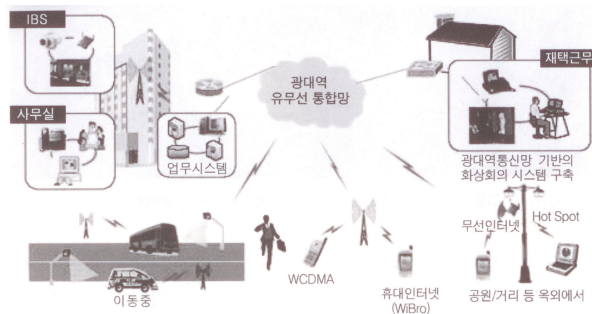 IBS
사무실
업무시스템
광대역
유무선 통합망
재택근무
광대역통신망 기반의
화상회의 시스템 구축
이동중
WCDMA
휴대인터넷
(WiBro)
무선인터넷
Hot Spot
공원/거리 등 옥외에서